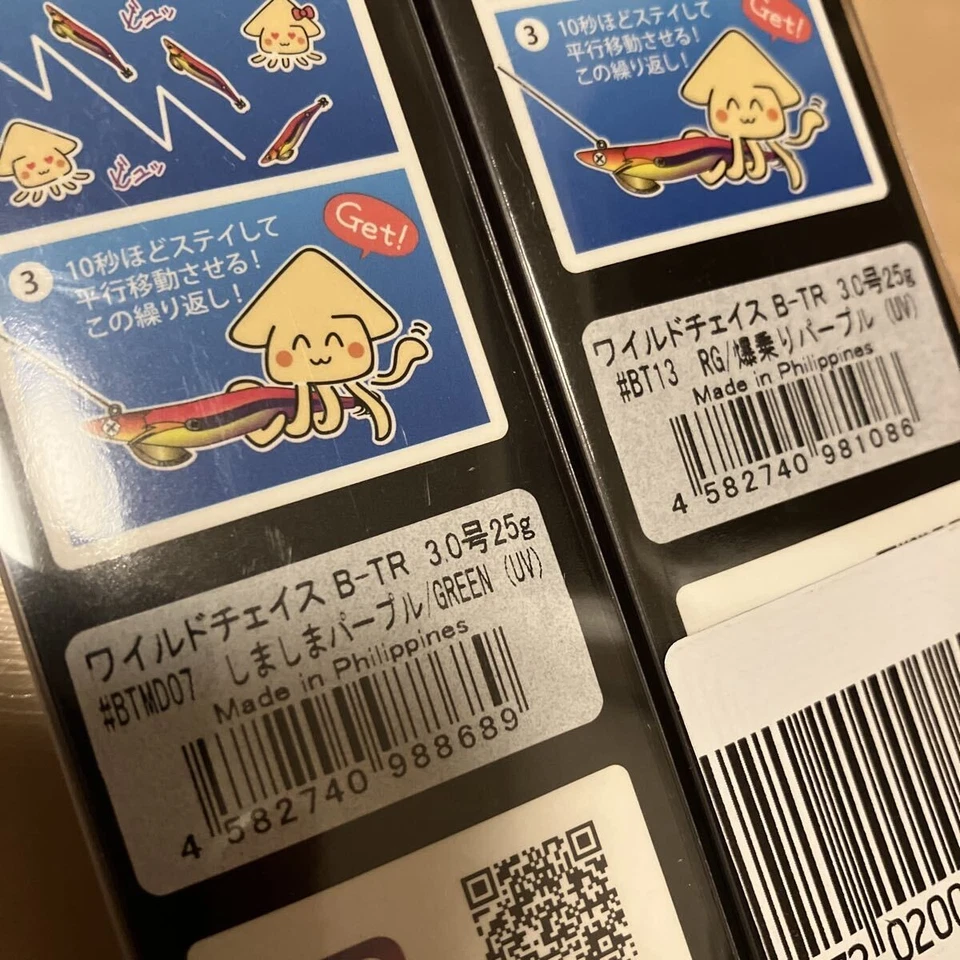 ビュッ
ビュッ
3
10秒ほどステイして
平行移動させる!
この繰り返し!
Get!
ワイルドチェイス B-TR 3.0号25g
#BTMD07 しましまパープル/GREEN (UV)
Made in Philippines
4 582740 988689
3
10秒ほどステイして
平行移動させる!
この繰り返し!
Get!
ワイルドチェイス B-TR 3.0号25g
#BT13 RG/爆乗りパープル (UV)
Made in Philippines
4 582740 981086
0200